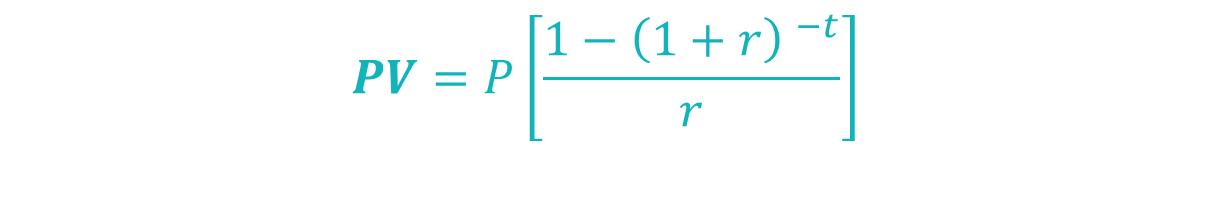 PV = P [ 1 − (1 + r) ^−t / r ]